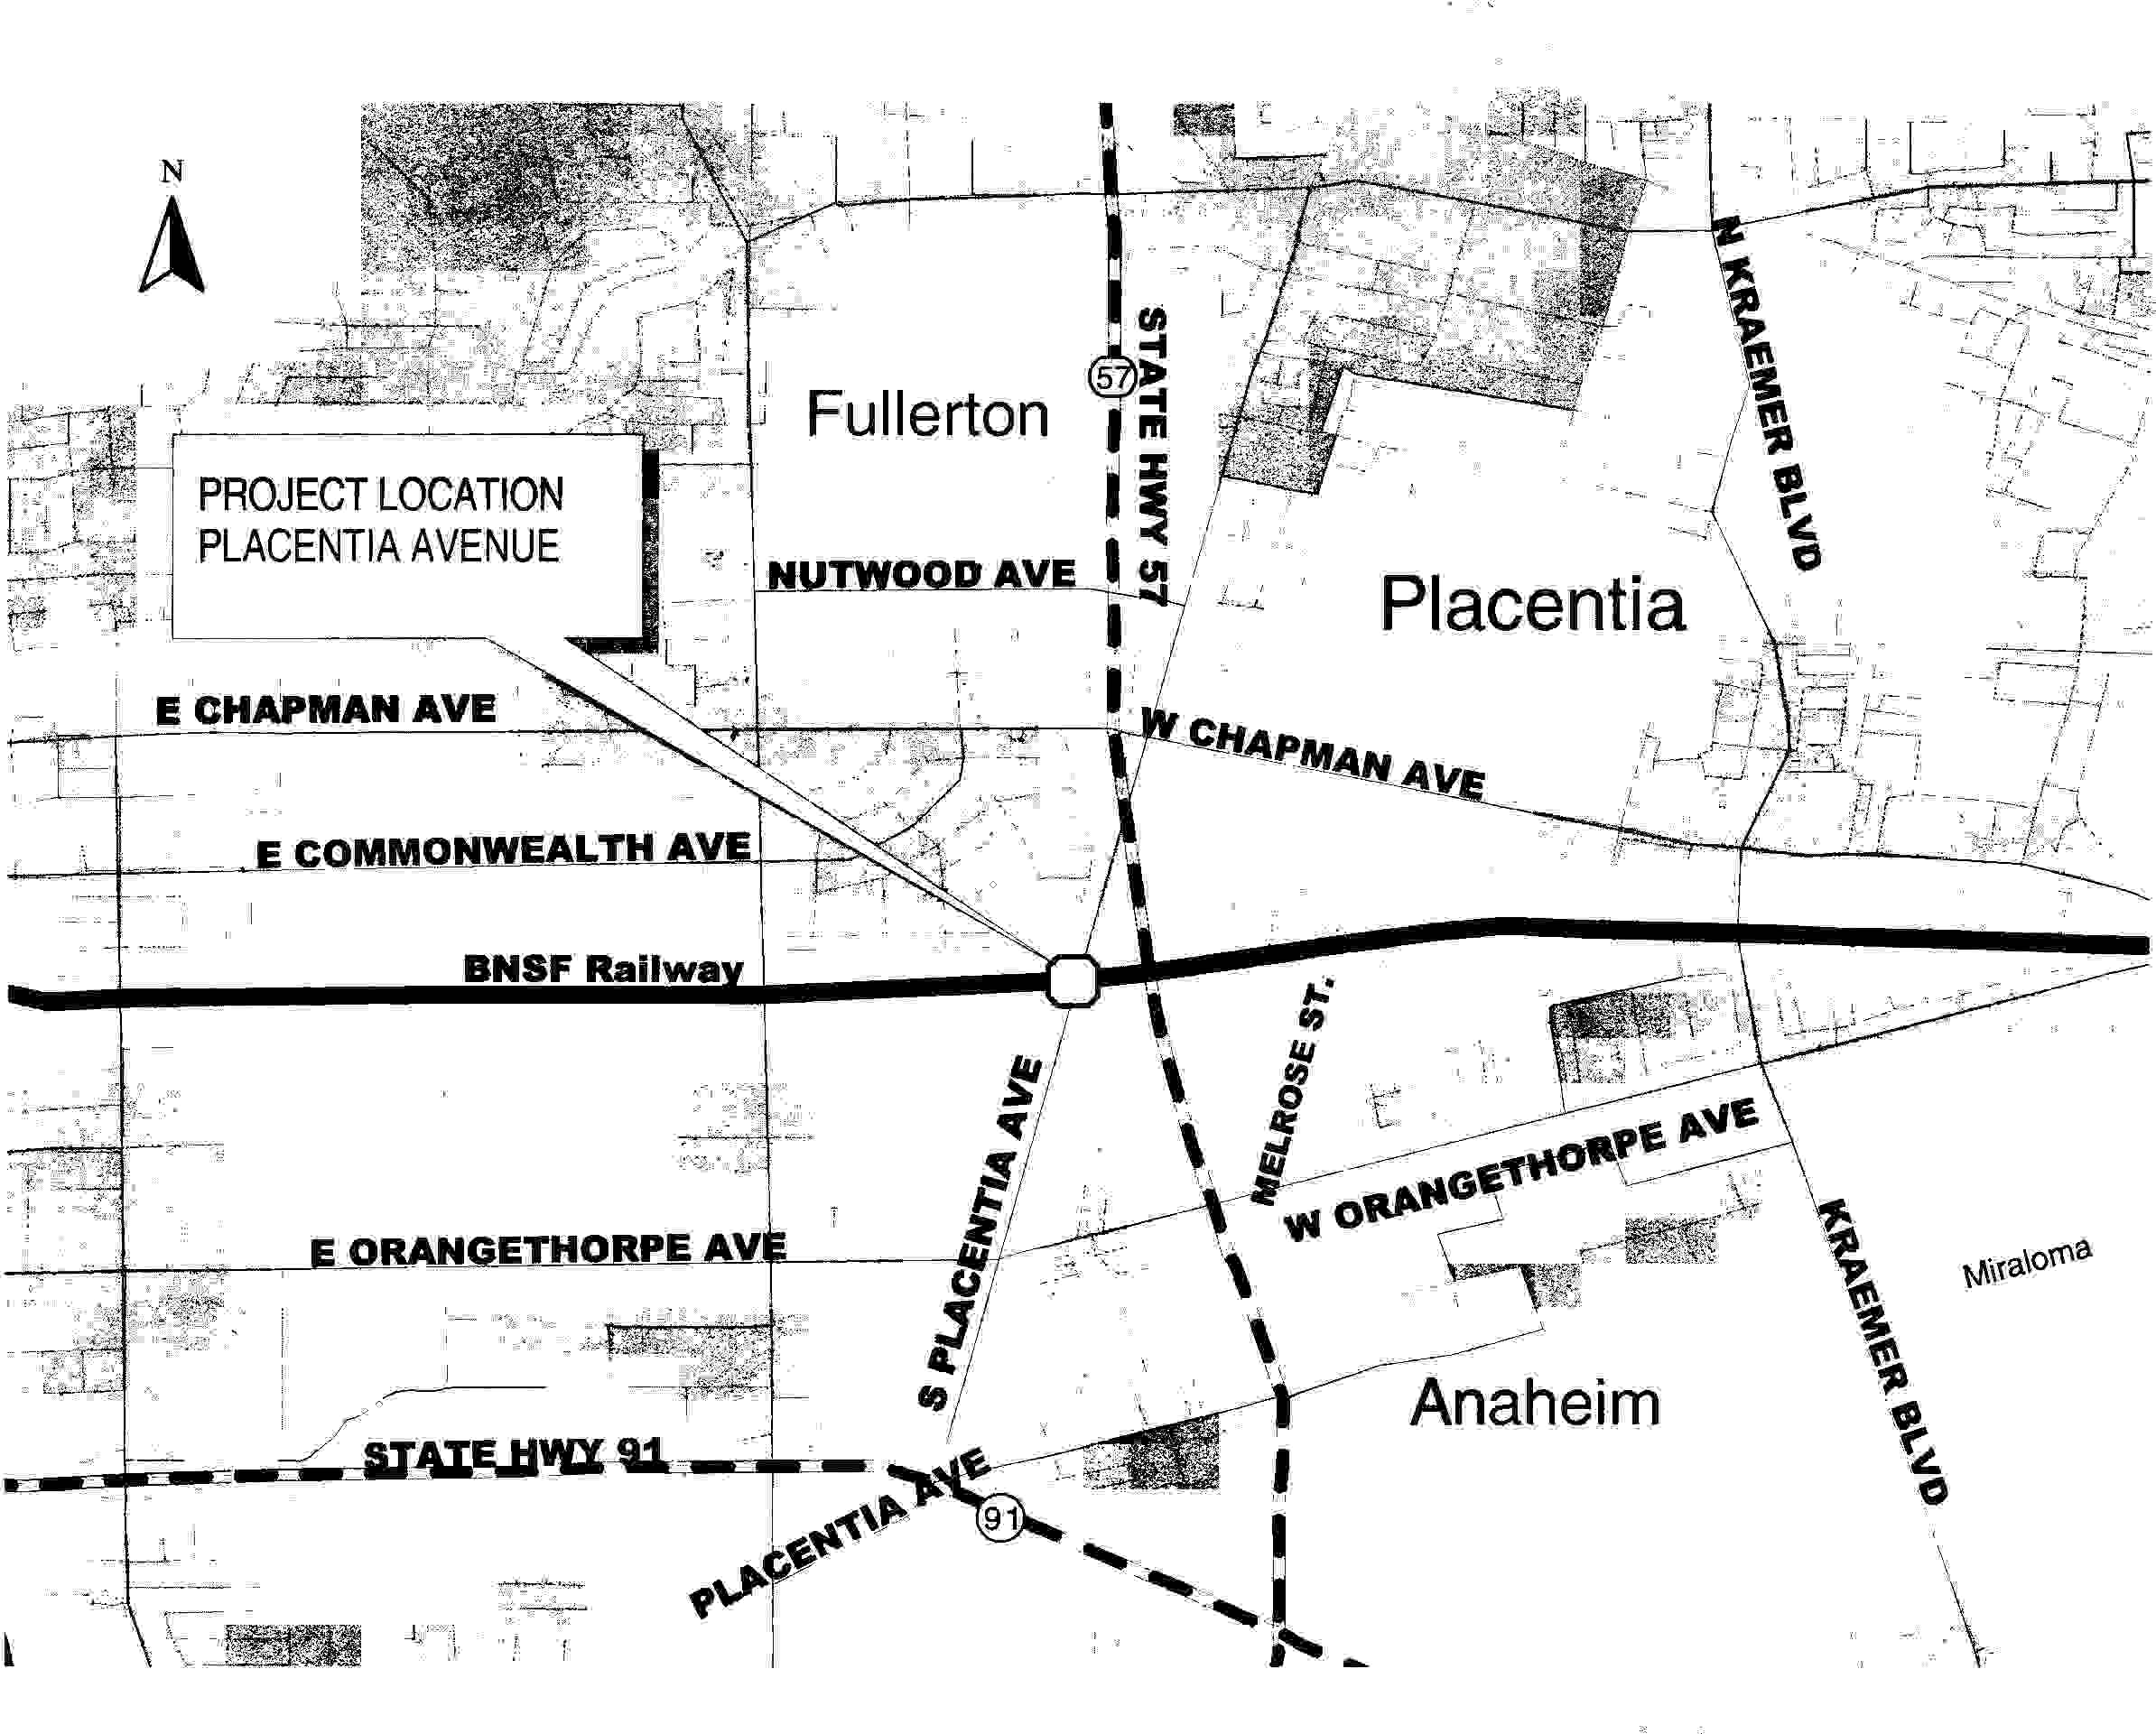 N
N KRAEMER BLVD
STATE HWY 57
57
Fullerton
PROJECT LOCATION
PLACENTIA AVENUE
NUTWOOD AVE
Placentia
E CHAPMAN AVE
W CHAPMAN AVE
E COMMONWEALTH AVE
BNSF Railway
MELROSE ST.
S PLACENTIA AVE
W ORANGETHORPE AVE
E ORANGETHORPE AVE
KRAEMER BLVD
Miraloma
Anaheim
STATE HWY 91
PLACENTIA AVE
91